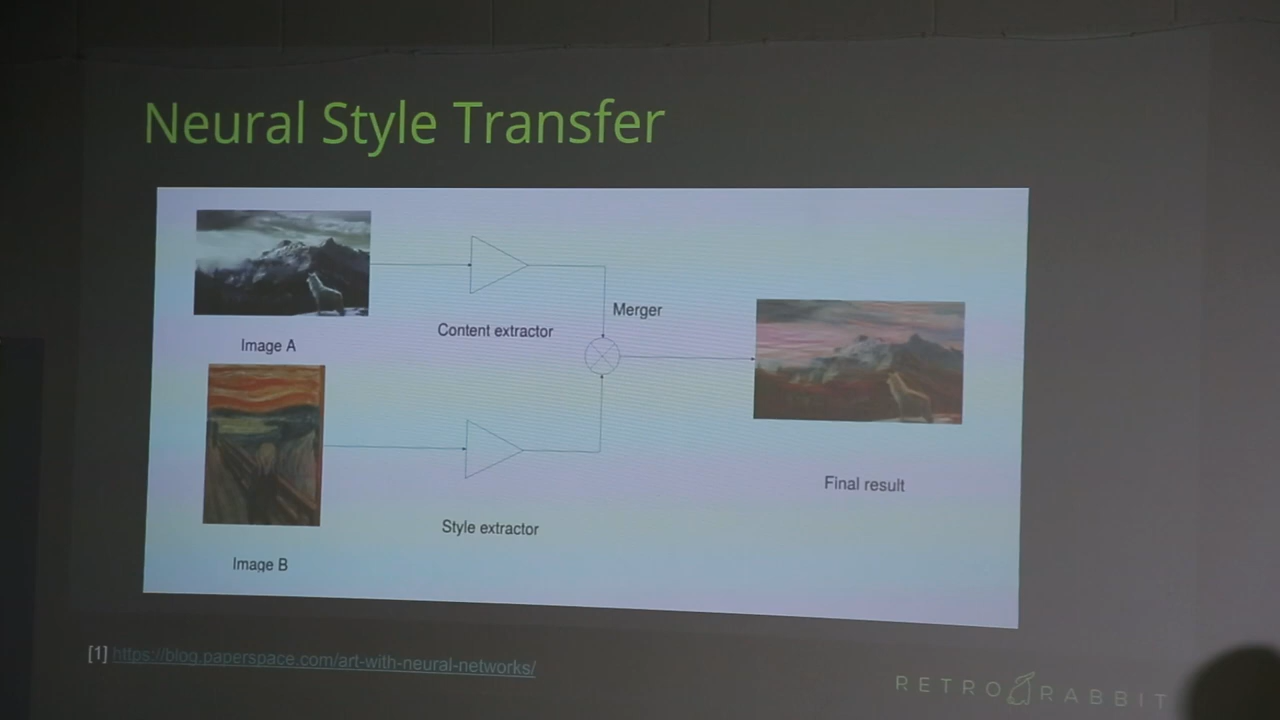 Neural Style Transfer
Image A
Content extractor
Merger
Image B
Style extractor
Final result
[1] https://blog.paperspace.com/art-with-neural-networks/
RETRO RABBIT